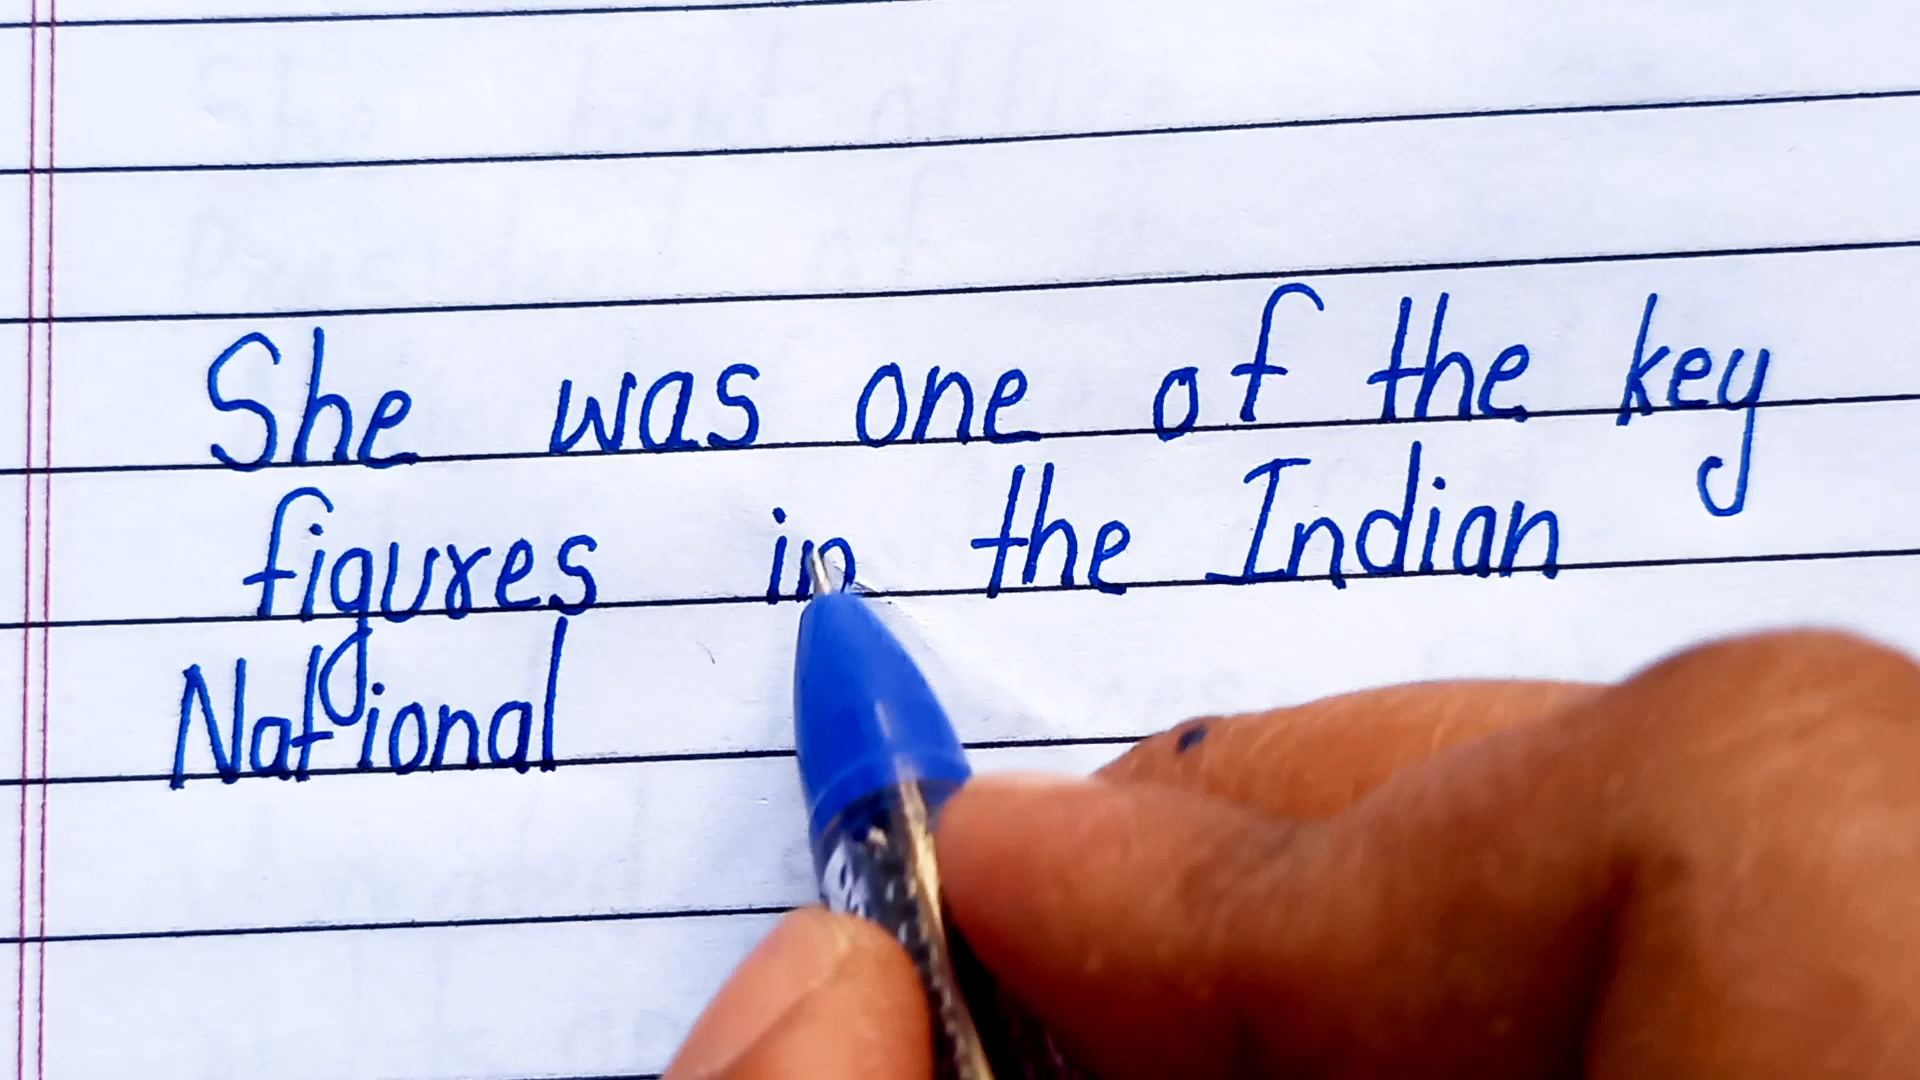 She was one of the key
figures in the Indian
National